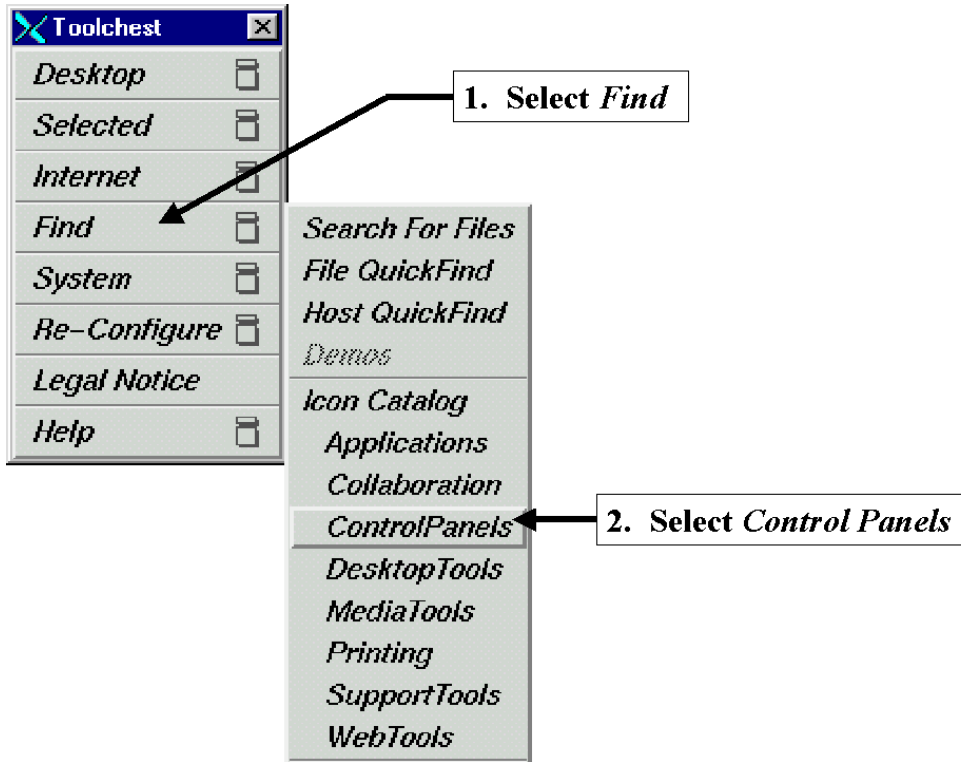 Toolchest
Desktop
Selected
Internet
Find
System
Re-Configure
Legal Notice
Help
1. Select Find
Search For Files
File QuickFind
Host QuickFind
Demos
Icon Catalog
Applications
Collaboration
ControlPanels
DesktopTools
MediaTools
Printing
SupportTools
WebTools
2. Select Control Panels